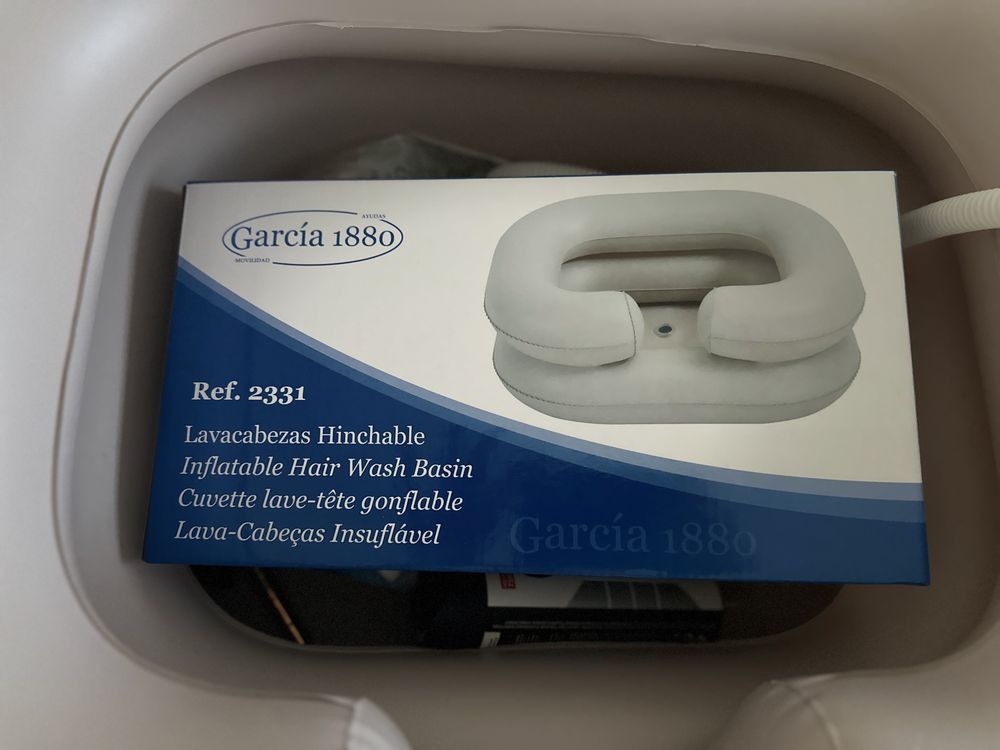 AYUDAS
García 1880
MOVILIDAD
Ref. 2331
Lavacabezas Hinchable
Inflatable Hair Wash Basin
Cuvette lave-tête gonflable
Lava-Cabeças Insuflável
García 1880